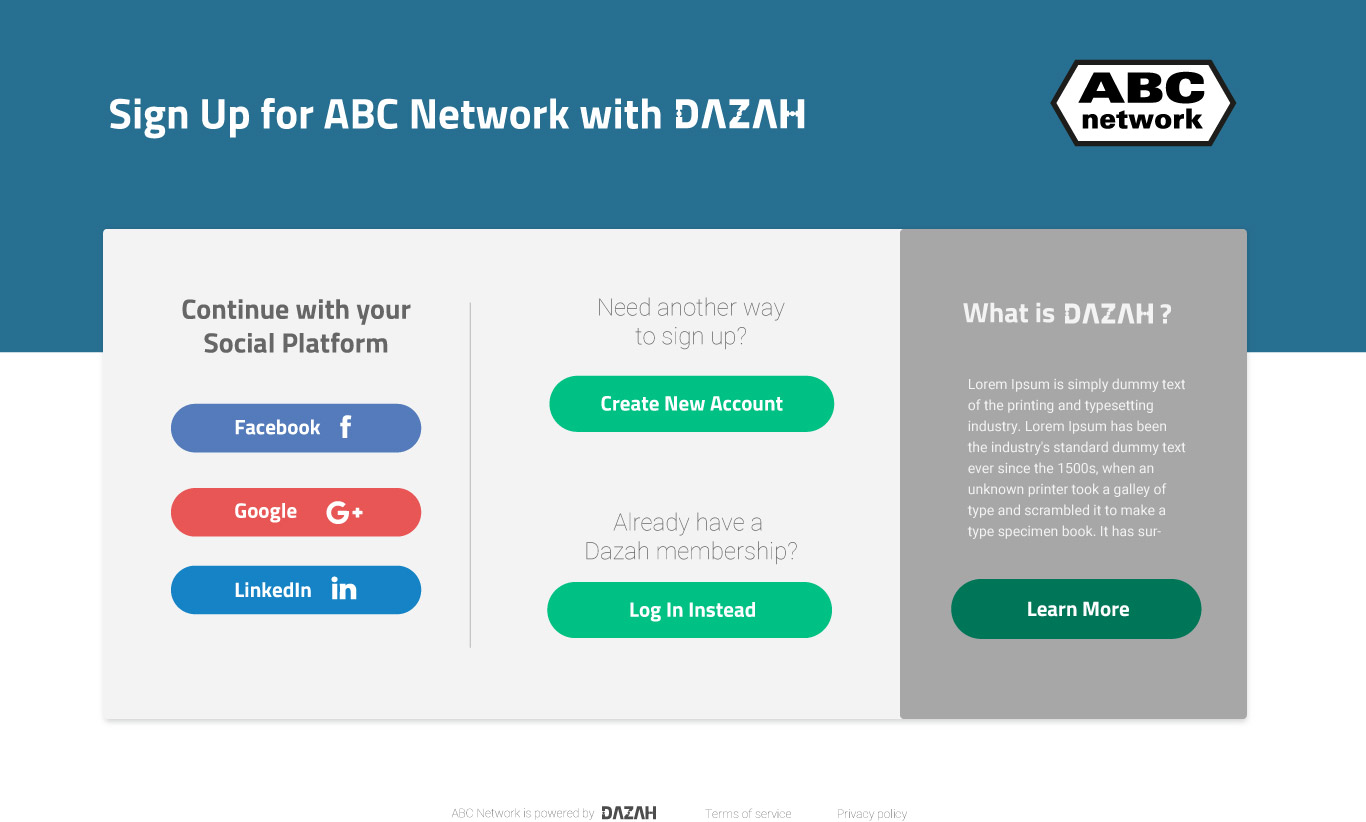 Sign Up for ABC Network with DAZAH
ABC
network
Continue with your
Social Platform
Facebook f
Google G+
LinkedIn in
Need another way
to sign up?
Create New Account
Already have a
Dazah membership?
Log In Instead
What is DAZAH ?
Lorem Ipsum is simply dummy text
of the printing and typesetting
industry. Lorem Ipsum has been
the industry's standard dummy text
ever since the 1500s, when an
unknown printer took a galley of
type and scrambled it to make a
type specimen book. It has sur-
Learn More
ABC Network is powered by DAZAH
Terms of service
Privacy policy